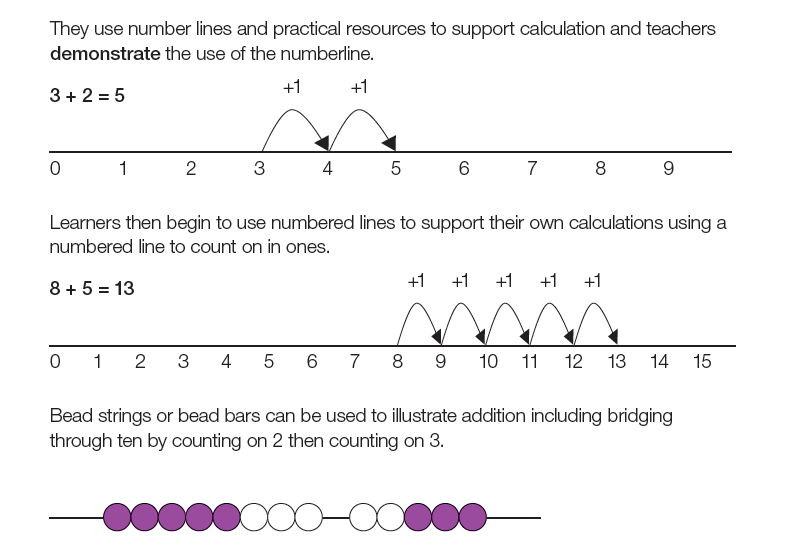 They use number lines and practical resources to support calculation and teachers
demonstrate the use of the numberline.
+1 +1
3 + 2 = 5
0 1 2 3 4 5 6 7 8 9
Learners then begin to use numbered lines to support their own calculations using a
numbered line to count on in ones.
+1 +1 +1 +1 +1
8 + 5 = 13
0 1 2 3 4 5 6 7 8 9 10 11 12 13 14 15
Bead strings or bead bars can be used to illustrate addition including bridging
through ten by counting on 2 then counting on 3.